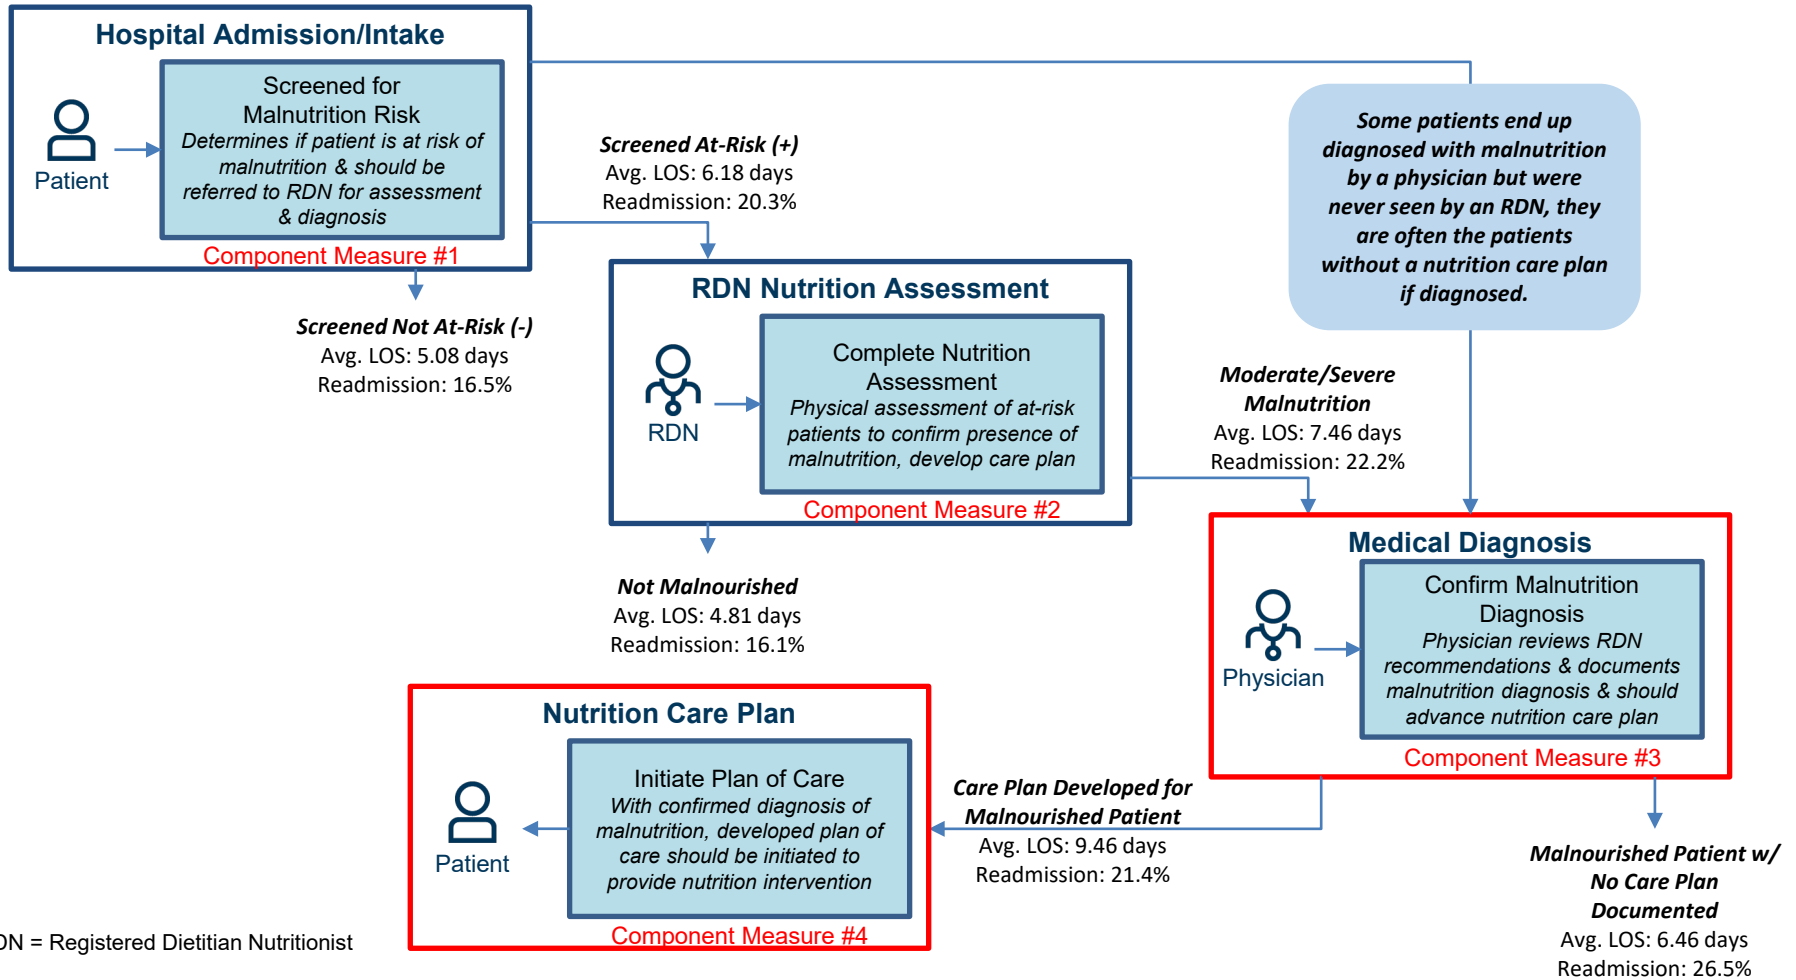 Hospital Admission/Intake
Patient
Screened for
Malnutrition Risk
Determines if patient is at risk of
malnutrition & should be
referred to RDN for assessment
& diagnosis
Component Measure #1
Screened At-Risk (+)
Avg. LOS: 6.18 days
Readmission: 20.3%
Some patients end up
diagnosed with malnutrition
by a physician but were
never seen by an RDN, they
are often the patients
without a nutrition care plan
if diagnosed.
Screened Not At-Risk (-)
Avg. LOS: 5.08 days
Readmission: 16.5%
RDN Nutrition Assessment
RDN
Complete Nutrition
Assessment
Physical assessment of at-risk
patients to confirm presence of
malnutrition, develop care plan
Component Measure #2
Moderate/Severe
Malnutrition
Avg. LOS: 7.46 days
Readmission: 22.2%
Not Malnourished
Avg. LOS: 4.81 days
Readmission: 16.1%
Medical Diagnosis
Physician
Confirm Malnutrition
Diagnosis
Physician reviews RDN
recommendations & documents
malnutrition diagnosis & should
advance nutrition care plan
Component Measure #3
Nutrition Care Plan
Patient
Initiate Plan of Care
With confirmed diagnosis of
malnutrition, developed plan of
care should be initiated to
provide nutrition intervention
Component Measure #4
Care Plan Developed for
Malnourished Patient
Avg. LOS: 9.46 days
Readmission: 21.4%
Malnourished Patient w/
No Care Plan
Documented
Avg. LOS: 6.46 days
Readmission: 26.5%
DN = Registered Dietitian Nutritionist